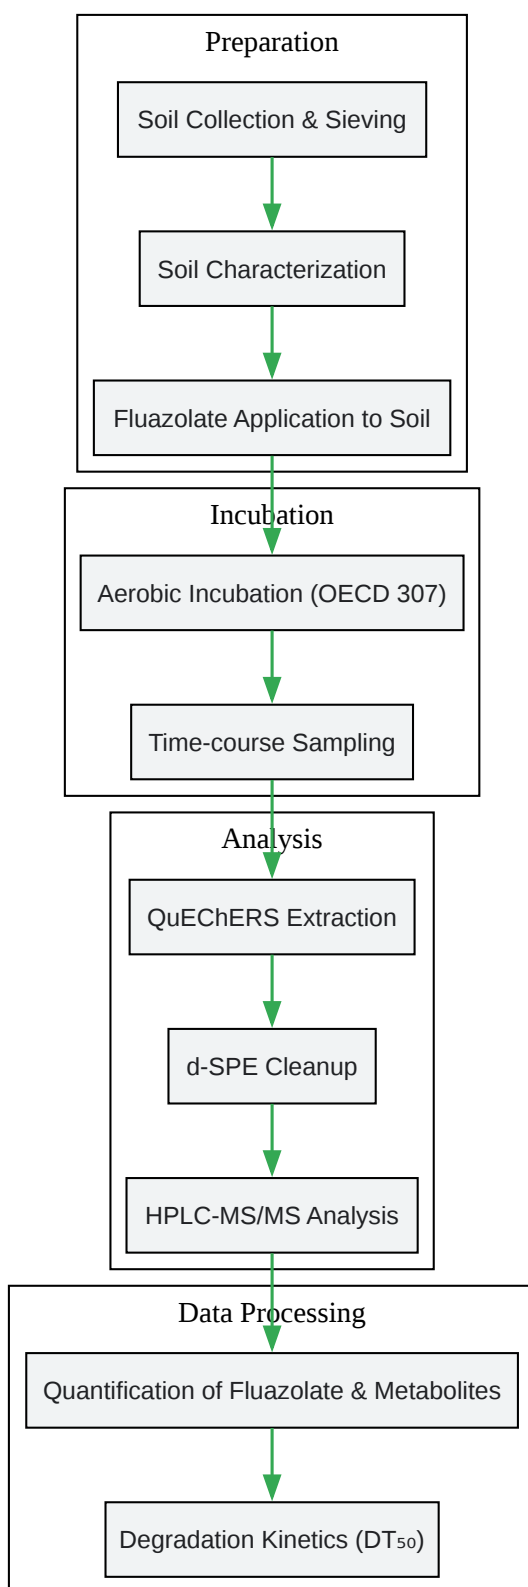 Preparation
Soil Collection & Sieving
Soil Characterization
Fluazolate Application to Soil
Incubation
Aerobic Incubation (OECD 307)
Time-course Sampling
Analysis
QuEChERS Extraction
d-SPE Cleanup
HPLC-MS/MS Analysis
Data Processing
Quantification of Fluazolate & Metabolites
Degradation Kinetics (DT₅₀)